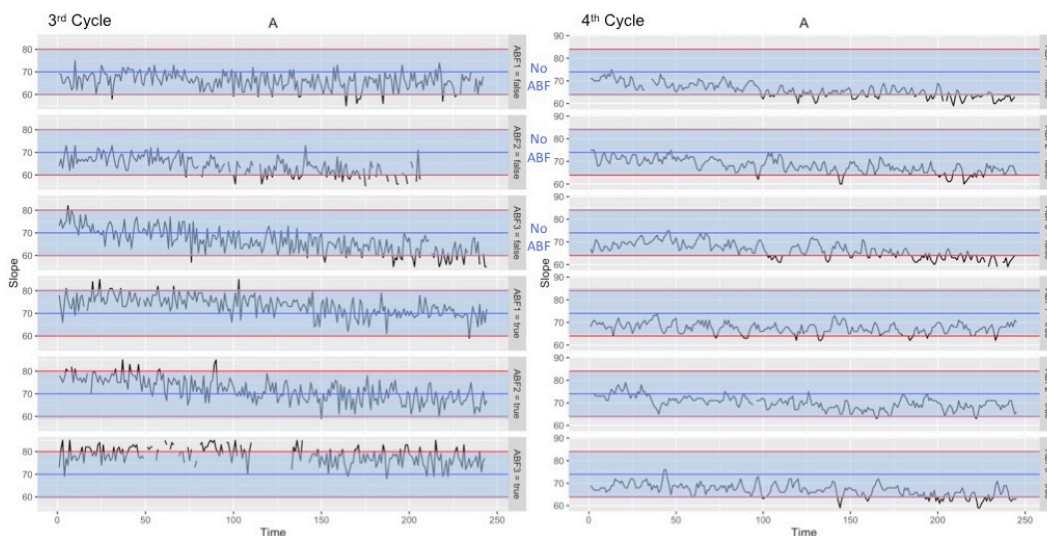 3rd Cycle
A
Slope
80
70
60
ABF1 = false
80
70
60
ABF2 = false
80
70
60
ABF3 = false
80
70
60
ABF1 = true
80
70
60
ABF2 = true
80
70
60
ABF3 = true
0 50 100 150 200 250
Time
No
ABF
No
ABF
No
ABF
4th Cycle
A
Slope
90
80
70
60
90
80
70
60
90
80
70
60
90
80
70
60
90
80
70
60
90
80
70
60
0 50 100 150 200 250
Time